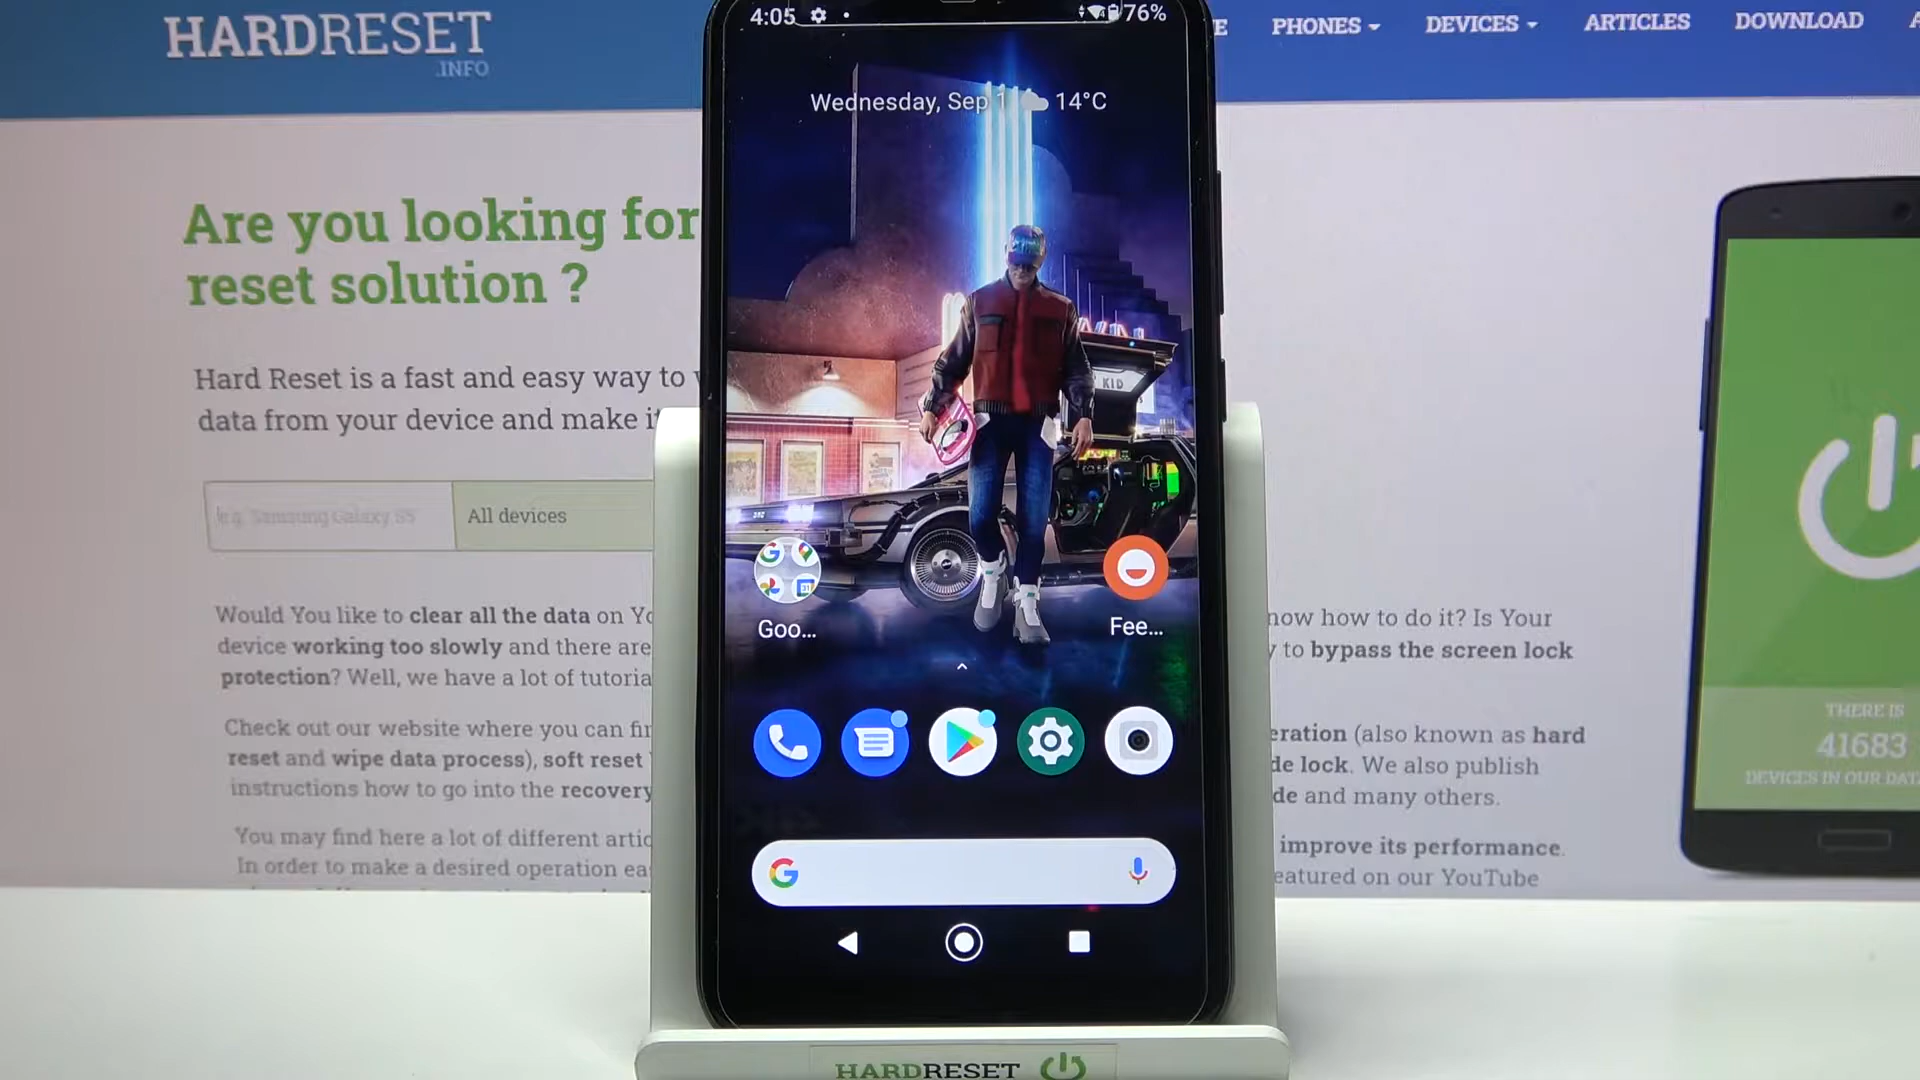 HARDRESET
.INFO
PHONES
DEVICES
ARTICLES
DOWNLOAD
Are you looking for
reset solution ?
Hard Reset is a fast and easy way to
data from your device and make it
e.g. Samsung Galaxy S5
All devices
Would You like to clear all the data on Yo
device working too slowly and there are
protection? Well, we have a lot of tutoria
Check out our website where you can fin
reset and wipe data process), soft reset
instructions how to go into the recovery
You may find here a lot of different artic
In order to make a desired operation ea
4:05
76%
Wednesday, Sep 1
14°C
KID
Goo...
Fee...
G
now how to do it? Is Your
y to bypass the screen lock
eration (also known as hard
de lock. We also publish
de and many others.
improve its performance.
eatured on our YouTube
THERE IS
41683
DEVICES IN OUR DAT
HARDRESET